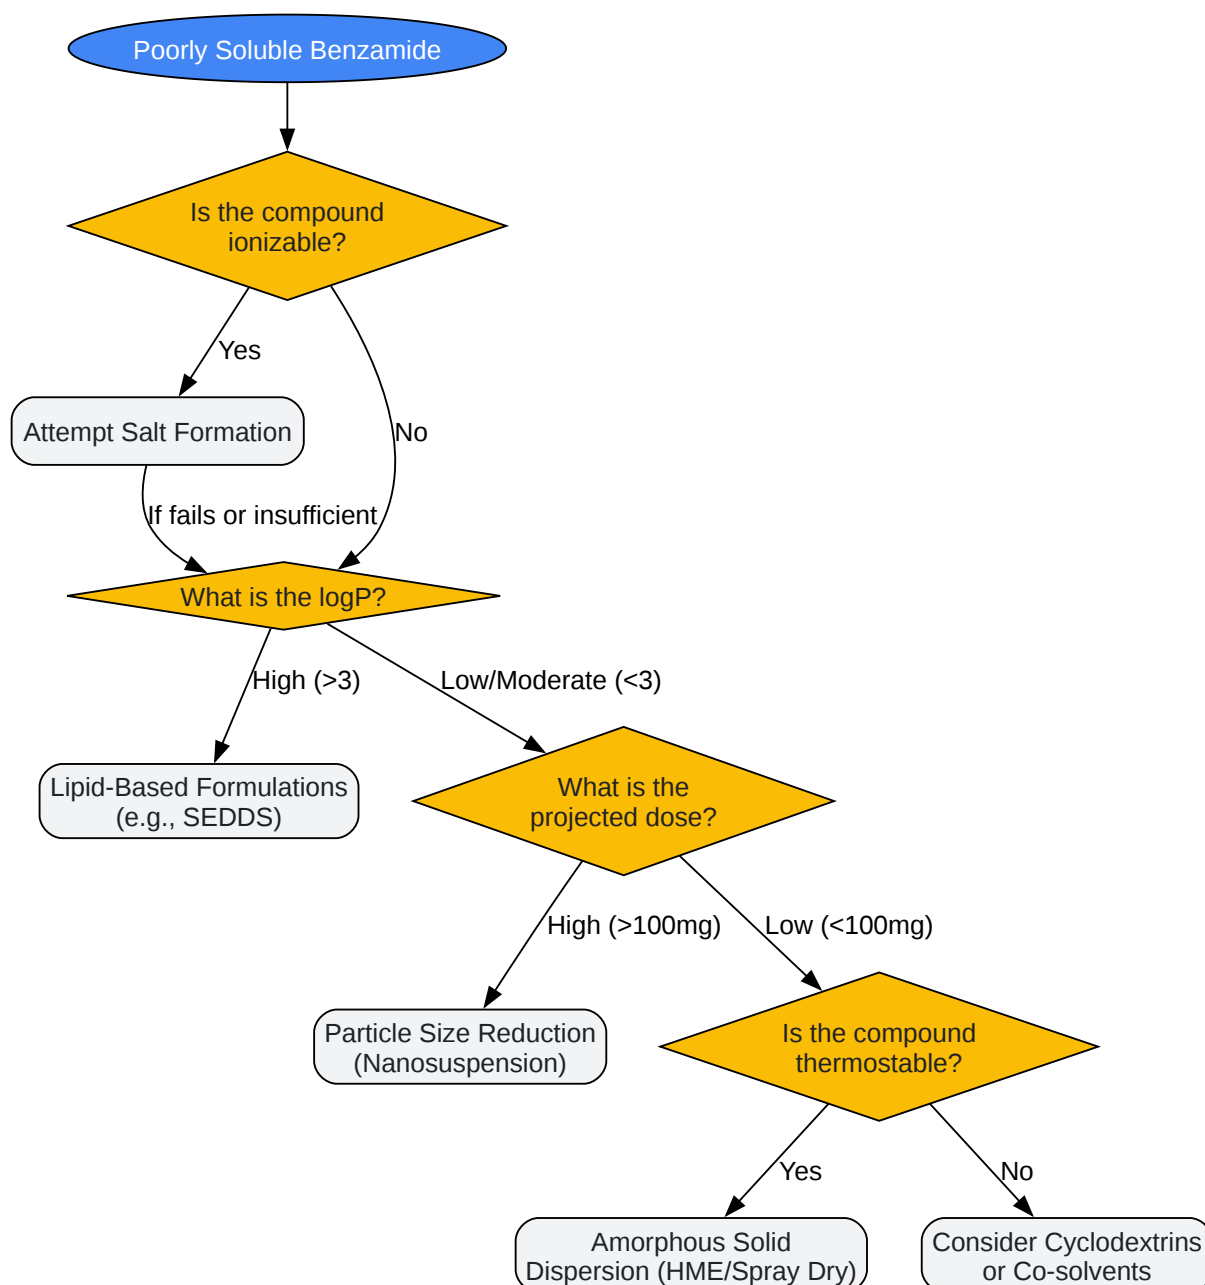 Poorly Soluble Benzamide
Is the compound
ionizable?
Yes
Attempt Salt Formation
No
If fails or insufficient
What is the logP?
High (>3)
Low/Moderate (<3)
What is the
projected dose?
Lipid-Based Formulations
(e.g., SEDDS)
High (>100mg)
Low (<100mg)
Is the compound
thermostable?
Particle Size Reduction
(Nanosuspension)
Yes
No
Amorphous Solid
Dispersion (HME/Spray Dry)
Consider Cyclodextrins
or Co-solvents